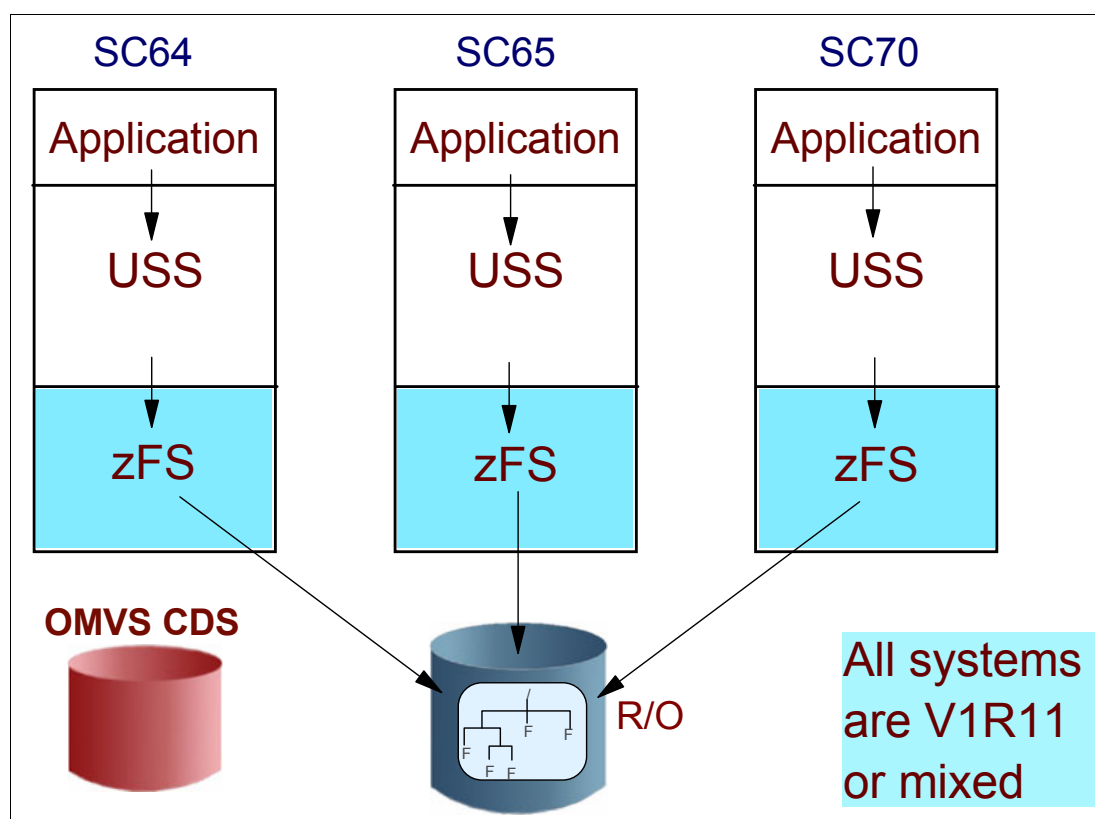 SC64
SC65
SC70
Application
Application
Application
USS
USS
USS
zFS
zFS
zFS
OMVS CDS
R/O
/
F
F
F
F
F
All systems
are V1R11
or mixed